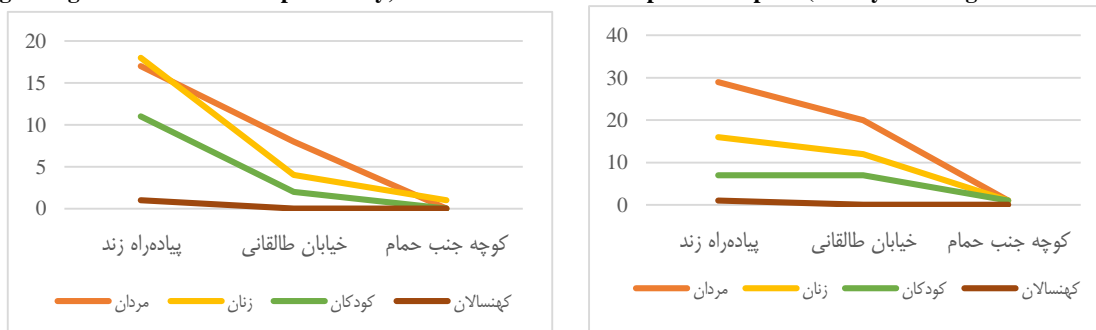 20
15
10
5
0
پیاده‌راه زند
خیابان طالقانی
کوچه جنب حمام
مردان
زنان
کودکان
کهنسالان
40
30
20
10
0
پیاده‌راه زند
خیابان طالقانی
کوچه جنب حمام
مردان
زنان
کودکان
کهنسالان